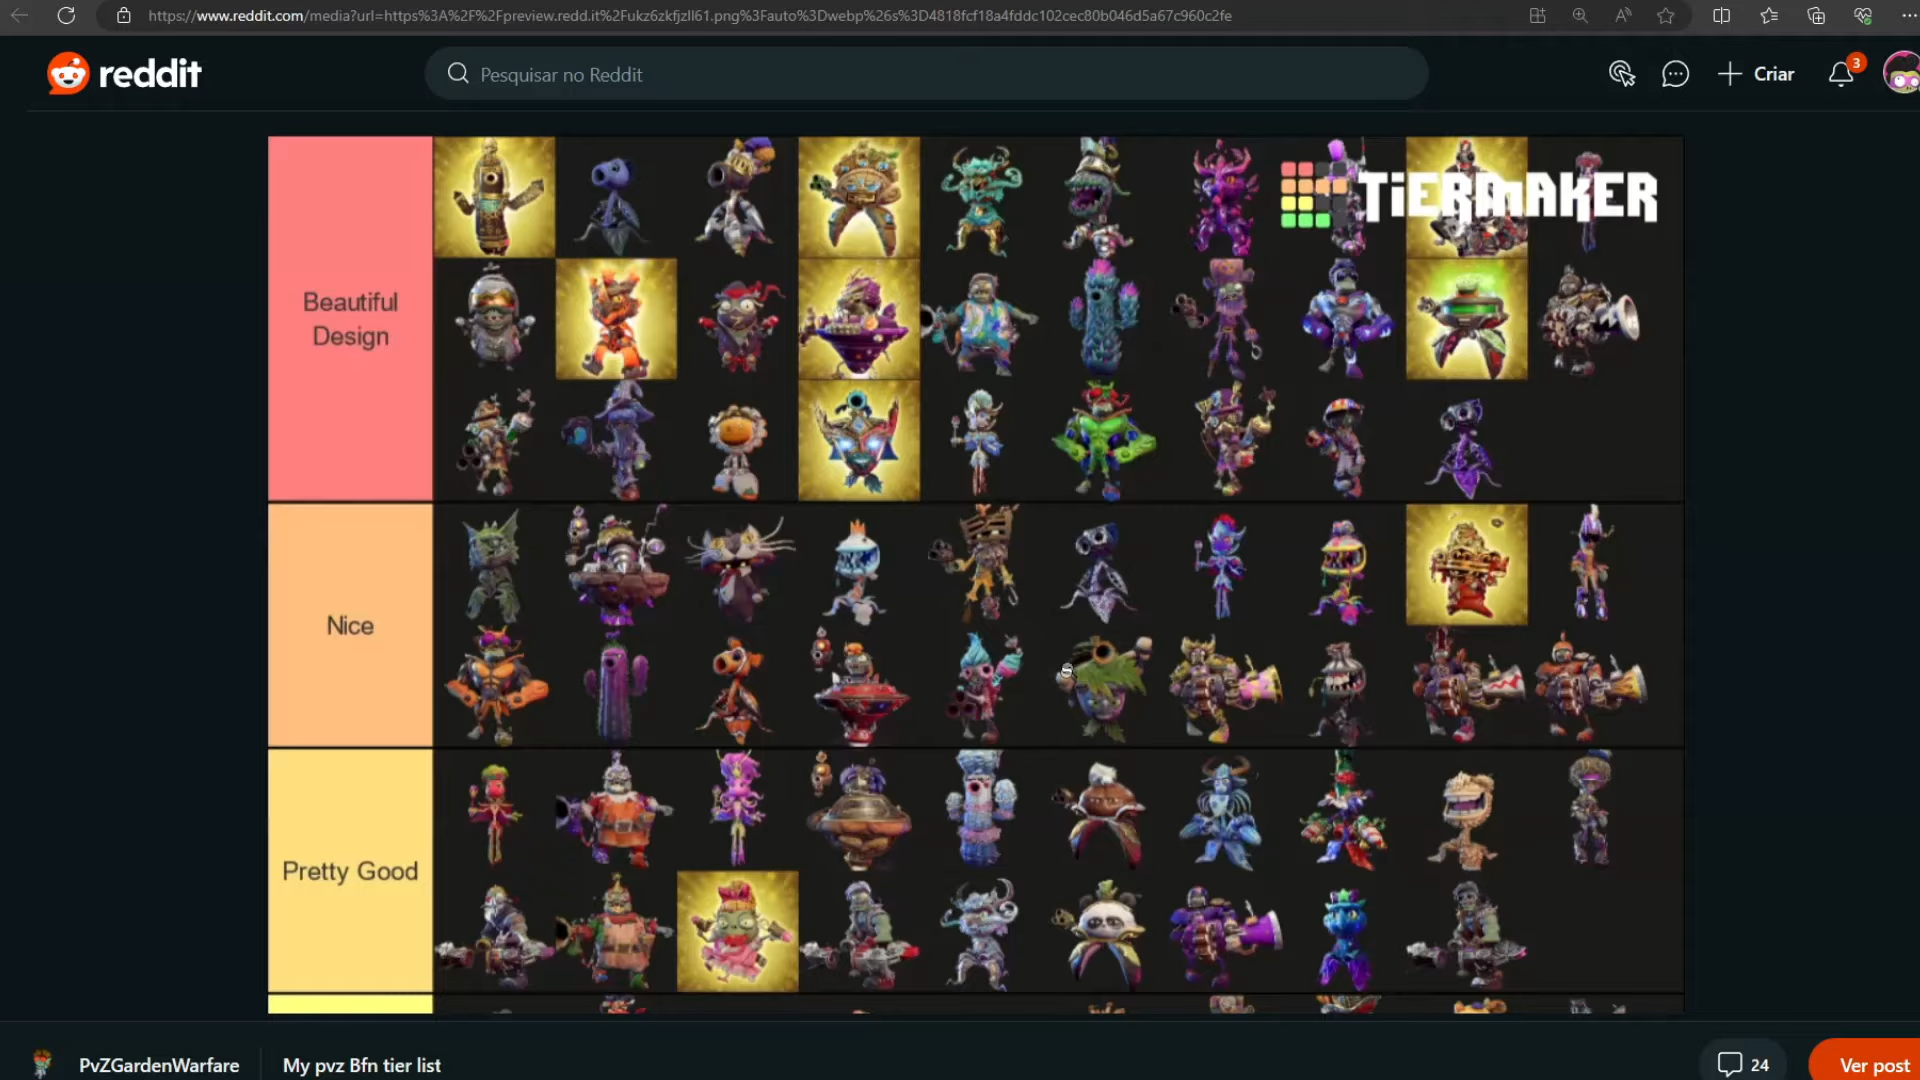 https://www.reddit.com/media?url=https%3A%2F%2Fpreview.redd.it%2Fukz6zkfjzll61.png%3Fauto%3Dwebp%26s%3D4818fcf18a4fddc102cec80b046d5a67c960c2fe
reddit
Pesquisar no Reddit
Criar
3
TiERMAKER
Beautiful
Design
Nice
Pretty Good
PvZGardenWarfare
My pvz Bfn tier list
24
Ver post